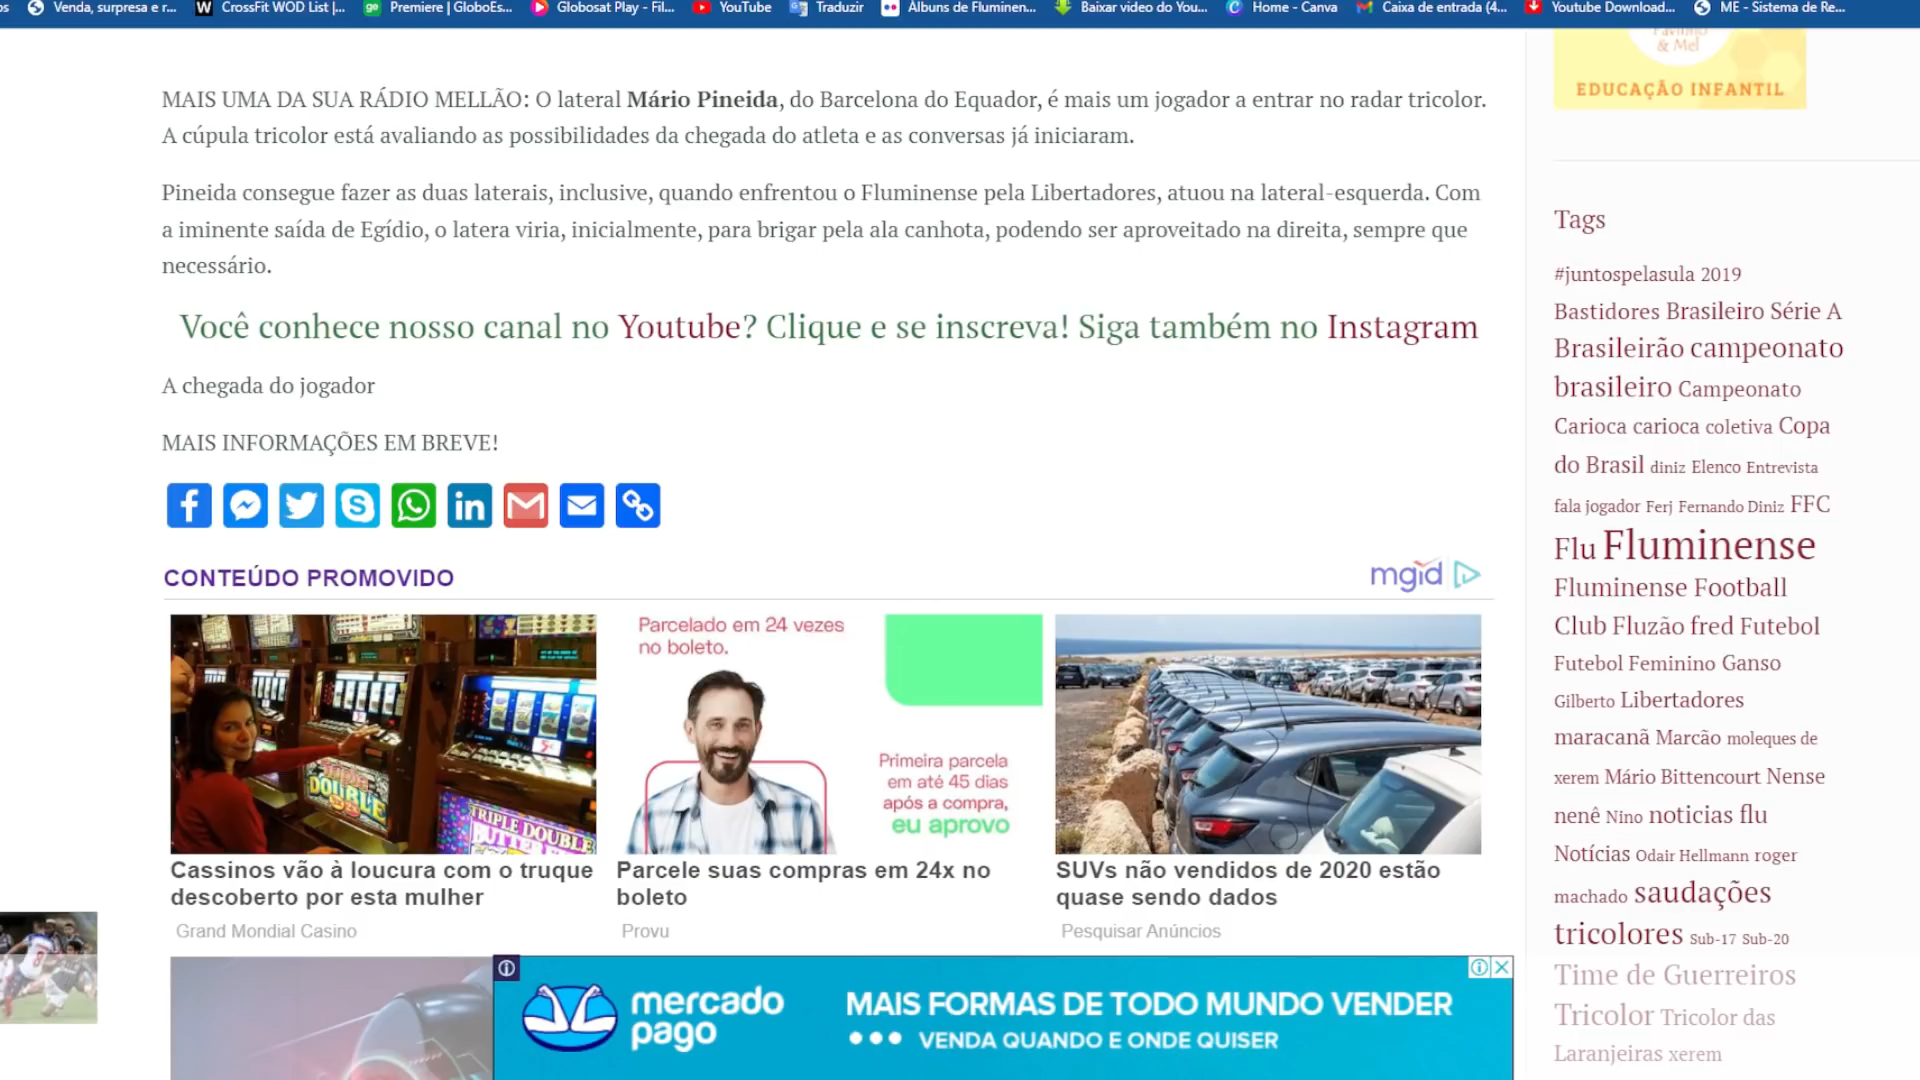 Venda, surpresa e r...
CrossFit WOD List |...
Premiere | GloboEs...
Globosat Play - Fil...
YouTube
Traduzir
Álbuns de Fluminen...
Baixar video do You...
Home - Canva
Caixa de entrada (4...
Youtube Download...
ME - Sistema de Re...
MAIS UMA DA SUA RÁDIO MELLÃO: O lateral Mário Pineida, do Barcelona do Equador, é mais um jogador a entrar no radar tricolor.
A cúpula tricolor está avaliando as possibilidades da chegada do atleta e as conversas já iniciaram.
Pineida consegue fazer as duas laterais, inclusive, quando enfrentou o Fluminense pela Libertadores, atuou na lateral-esquerda. Com
a iminente saída de Egídio, o latera viria, inicialmente, para brigar pela ala canhota, podendo ser aproveitado na direita, sempre que
necessário.
Você conhece nosso canal no Youtube? Clique e se inscreva! Siga também no Instagram
A chegada do jogador
MAIS INFORMAÇÕES EM BREVE!
CONTEÚDO PROMOVIDO
mgid
DOUBLE
TRIPLE DOUBLE
Cassinos vão à loucura com o truque
descoberto por esta mulher
Grand Mondial Casino
Parcelado em 24 vezes
no boleto.
Primeira parcela
em até 45 dias
após a compra,
eu aprovo
Parcele suas compras em 24x no
boleto
Provu
SUVs não vendidos de 2020 estão
quase sendo dados
Pesquisar Anúncios
mercado
pago
MAIS FORMAS DE TODO MUNDO VENDER
VENDA QUANDO E ONDE QUISER
& Mel
EDUCAÇÃO INFANTIL
Tags
#juntospelasula 2019
Bastidores Brasileiro Série A
Brasileirão campeonato
brasileiro Campeonato
Carioca carioca coletiva Copa
do Brasil diniz Elenco Entrevista
fala jogador Ferj Fernando Diniz FFC
Flu Fluminense
Fluminense Football
Club Fluzão fred Futebol
Futebol Feminino Ganso
Gilberto Libertadores
maracanã Marcão moleques de
xerem Mário Bittencourt Nense
nenê Nino noticias flu
Notícias Odair Hellmann roger
machado saudações
tricolores Sub-17 Sub-20
Time de Guerreiros
Tricolor Tricolor das
Laranjeiras xerem